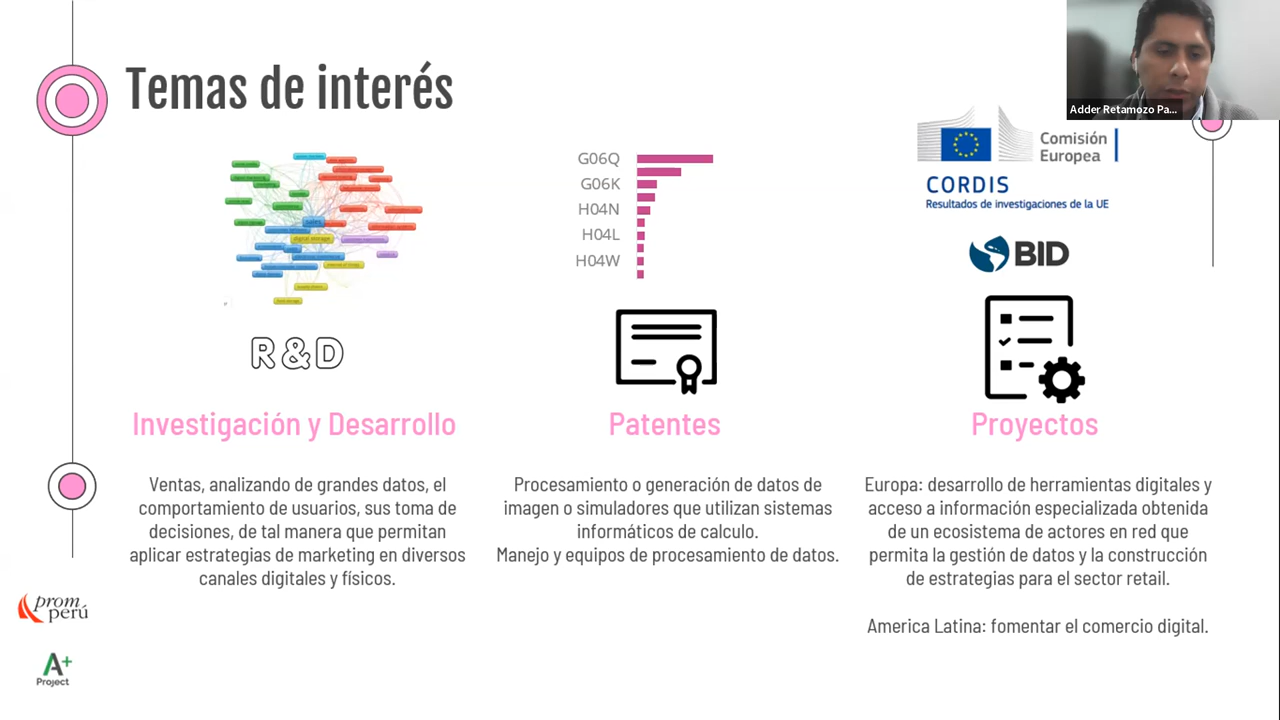 Temas de interés
Adder Retamozo Pa...
G06Q
G06K
H04N
H04L
H04W
Comisión
Europea
CORDIS
Resultados de investigaciones de la UE
BID
R&D
Investigación y Desarrollo
Ventas, analizando de grandes datos, el
comportamiento de usuarios, sus toma de
decisiones, de tal manera que permitan
aplicar estrategias de marketing en diversos
canales digitales y físicos.
Patentes
Procesamiento o generación de datos de
imagen o simuladores que utilizan sistemas
informáticos de calculo.
Manejo y equipos de procesamiento de datos.
Proyectos
Europa: desarrollo de herramientas digitales y
acceso a información especializada obtenida
de un ecosistema de actores en red que
permita la gestión de datos y la construcción
de estrategias para el sector retail.
America Latina: fomentar el comercio digital.
prom
perú
A+
Project